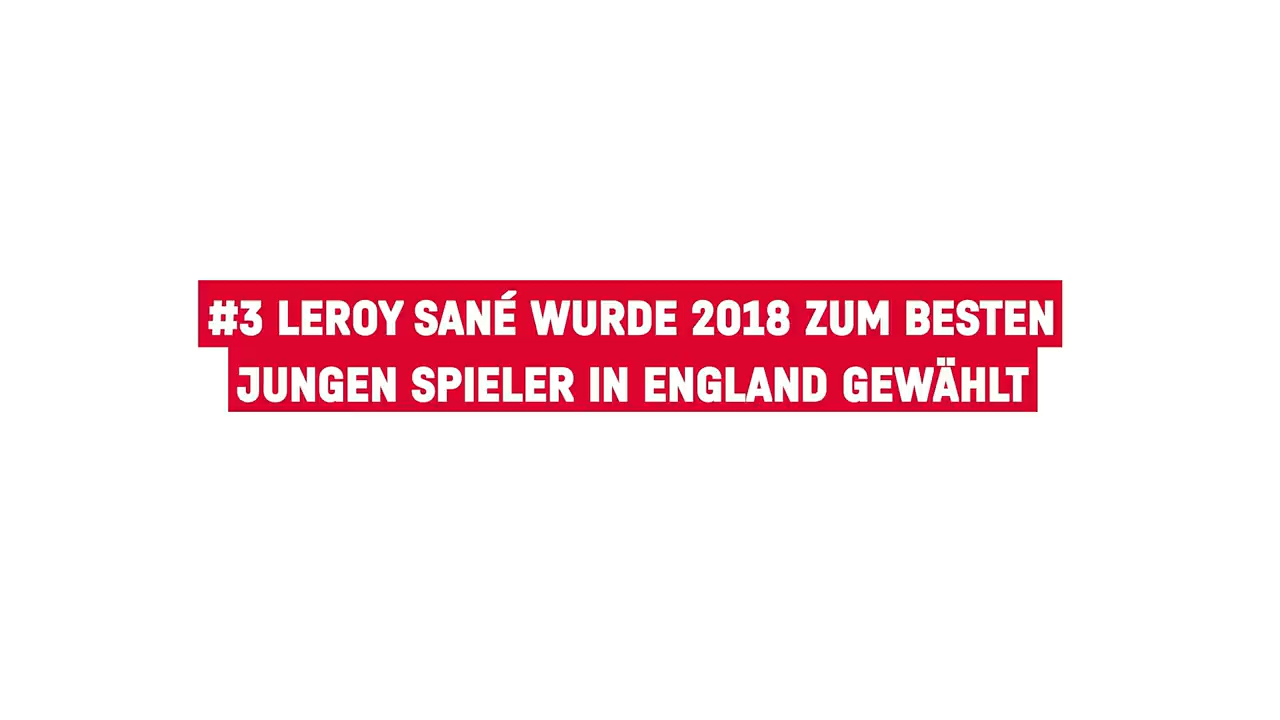 #3 LEROY SANÉ WURDE 2018 ZUM BESTEN
JUNGEN SPIELER IN ENGLAND GEWÄHLT